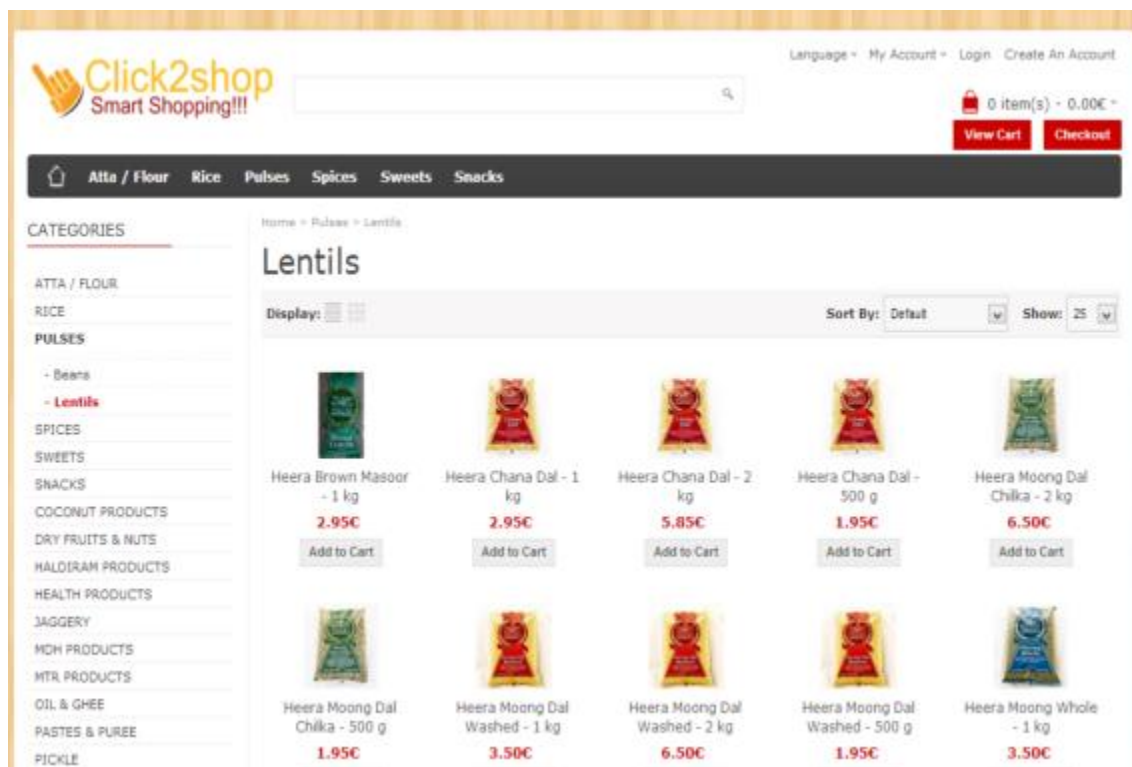 Language  My Account  Login  Create An Account
Click2shop
Smart Shopping!!!
0 item(s) - 0.00€
View Cart  Checkout
Atta / Flour  Rice  Pulses  Spices  Sweets  Snacks
CATEGORIES
ATTA / FLOUR
RICE
PULSES
- Beans
- Lentils
SPICES
SWEETS
SNACKS
COCONUT PRODUCTS
DRY FRUITS & NUTS
HALDIRAM PRODUCTS
HEALTH PRODUCTS
JAGGERY
MDH PRODUCTS
MTR PRODUCTS
OIL & GHEE
PASTES & PUREE
PICKLE
Home » Pulses » Lentils
Lentils
Display:
Sort By: Default  Show: 25
Heera Brown Masoor
- 1 kg
2.95€
Add to Cart
Heera Chana Dal - 1
kg
2.95€
Add to Cart
Heera Chana Dal - 2
kg
5.85€
Add to Cart
Heera Chana Dal -
500 g
1.95€
Add to Cart
Heera Moong Dal
Chilka - 2 kg
6.50€
Add to Cart
Heera Moong Dal
Chilka - 500 g
1.95€
Heera Moong Dal
Washed - 1 kg
3.50€
Heera Moong Dal
Washed - 2 kg
6.50€
Heera Moong Dal
Washed - 500 g
1.95€
Heera Moong Whole
- 1 kg
3.50€